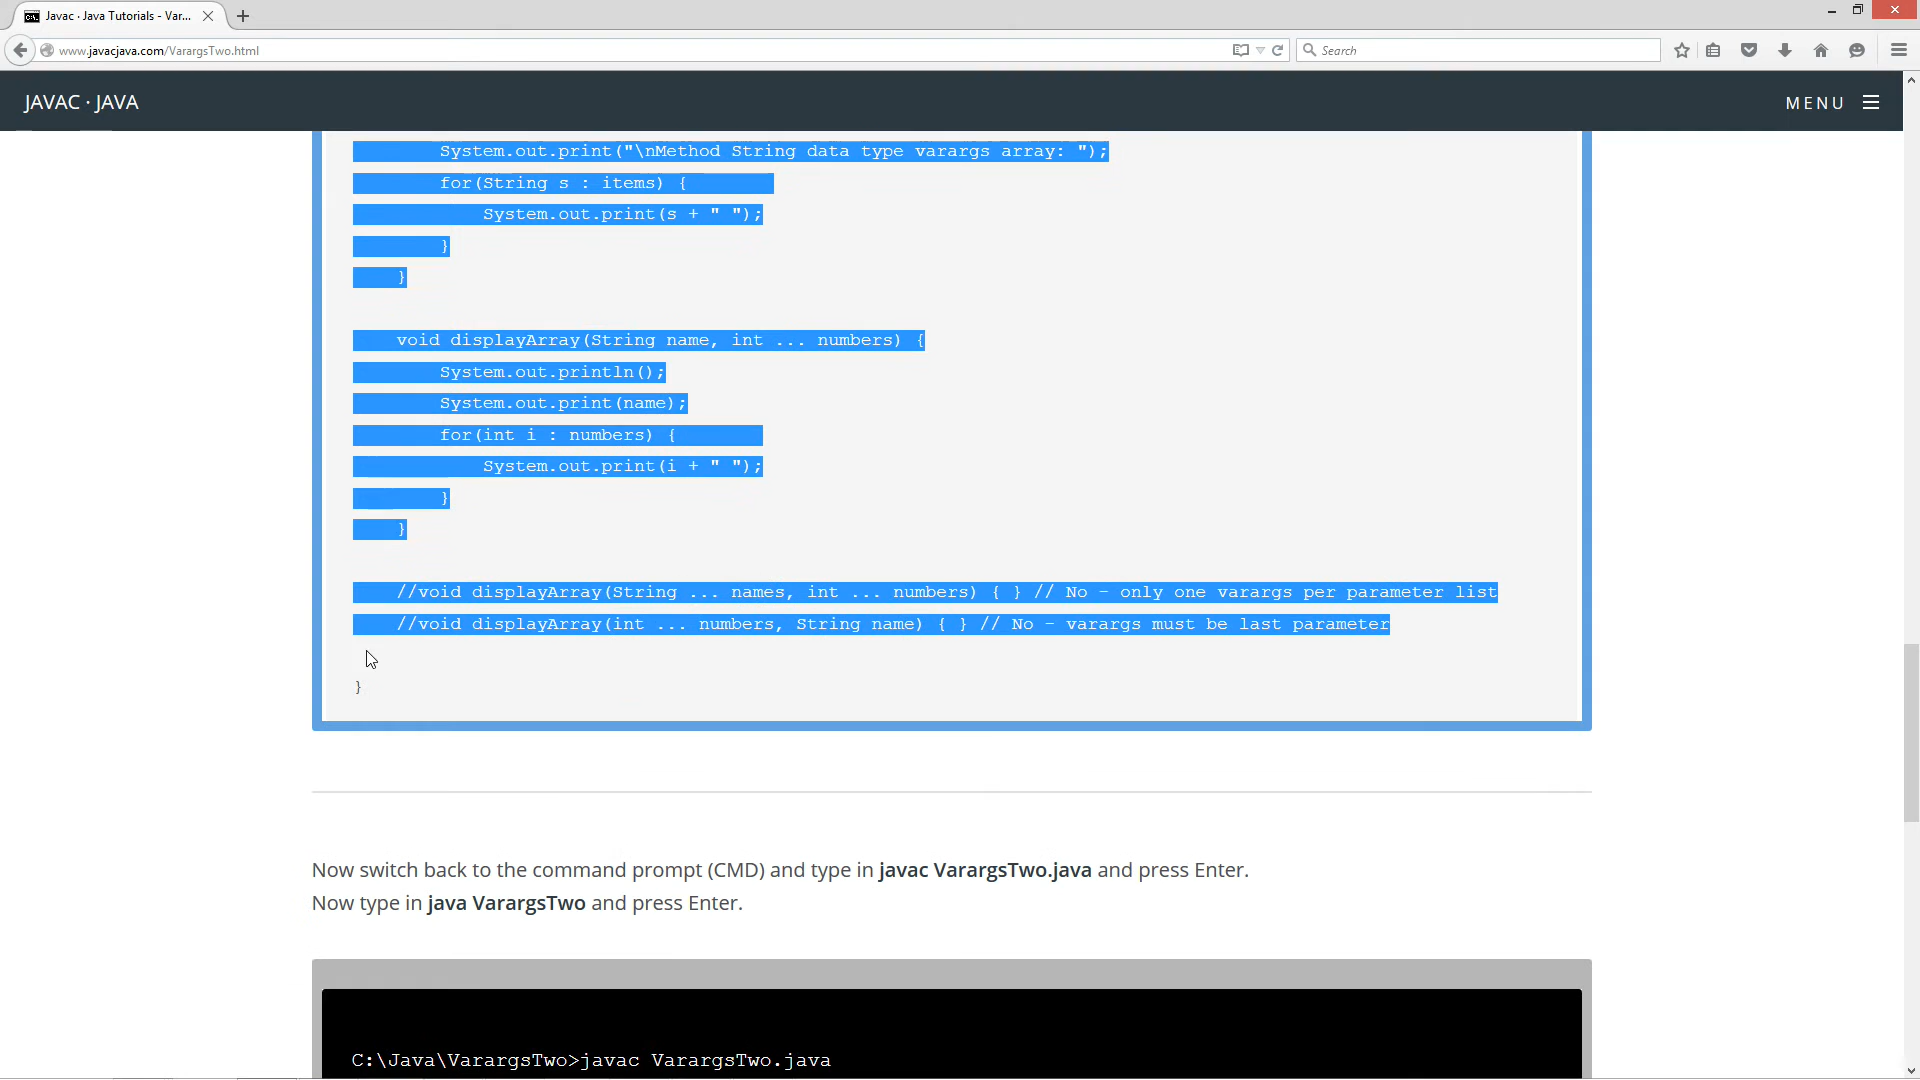 Javac · Java Tutorials - Var...
www.javacjava.com/VarargsTwo.html
Search
JAVAC · JAVA
MENU
System.out.print("\nMethod String data type varargs array: ");
for(String s : items) {
System.out.print(s + " ");
}
}
void displayArray(String name, int ... numbers) {
System.out.println();
System.out.print(name);
for(int i : numbers) {
System.out.print(i + " ");
}
}
//void displayArray(String ... names, int ... numbers) { } // No - only one varargs per parameter list
//void displayArray(int ... numbers, String name) { } // No - varargs must be last parameter
}
Now switch back to the command prompt (CMD) and type in javac VarargsTwo.java and press Enter.
Now type in java VarargsTwo and press Enter.
C:\Java\VarargsTwo>javac VarargsTwo.java